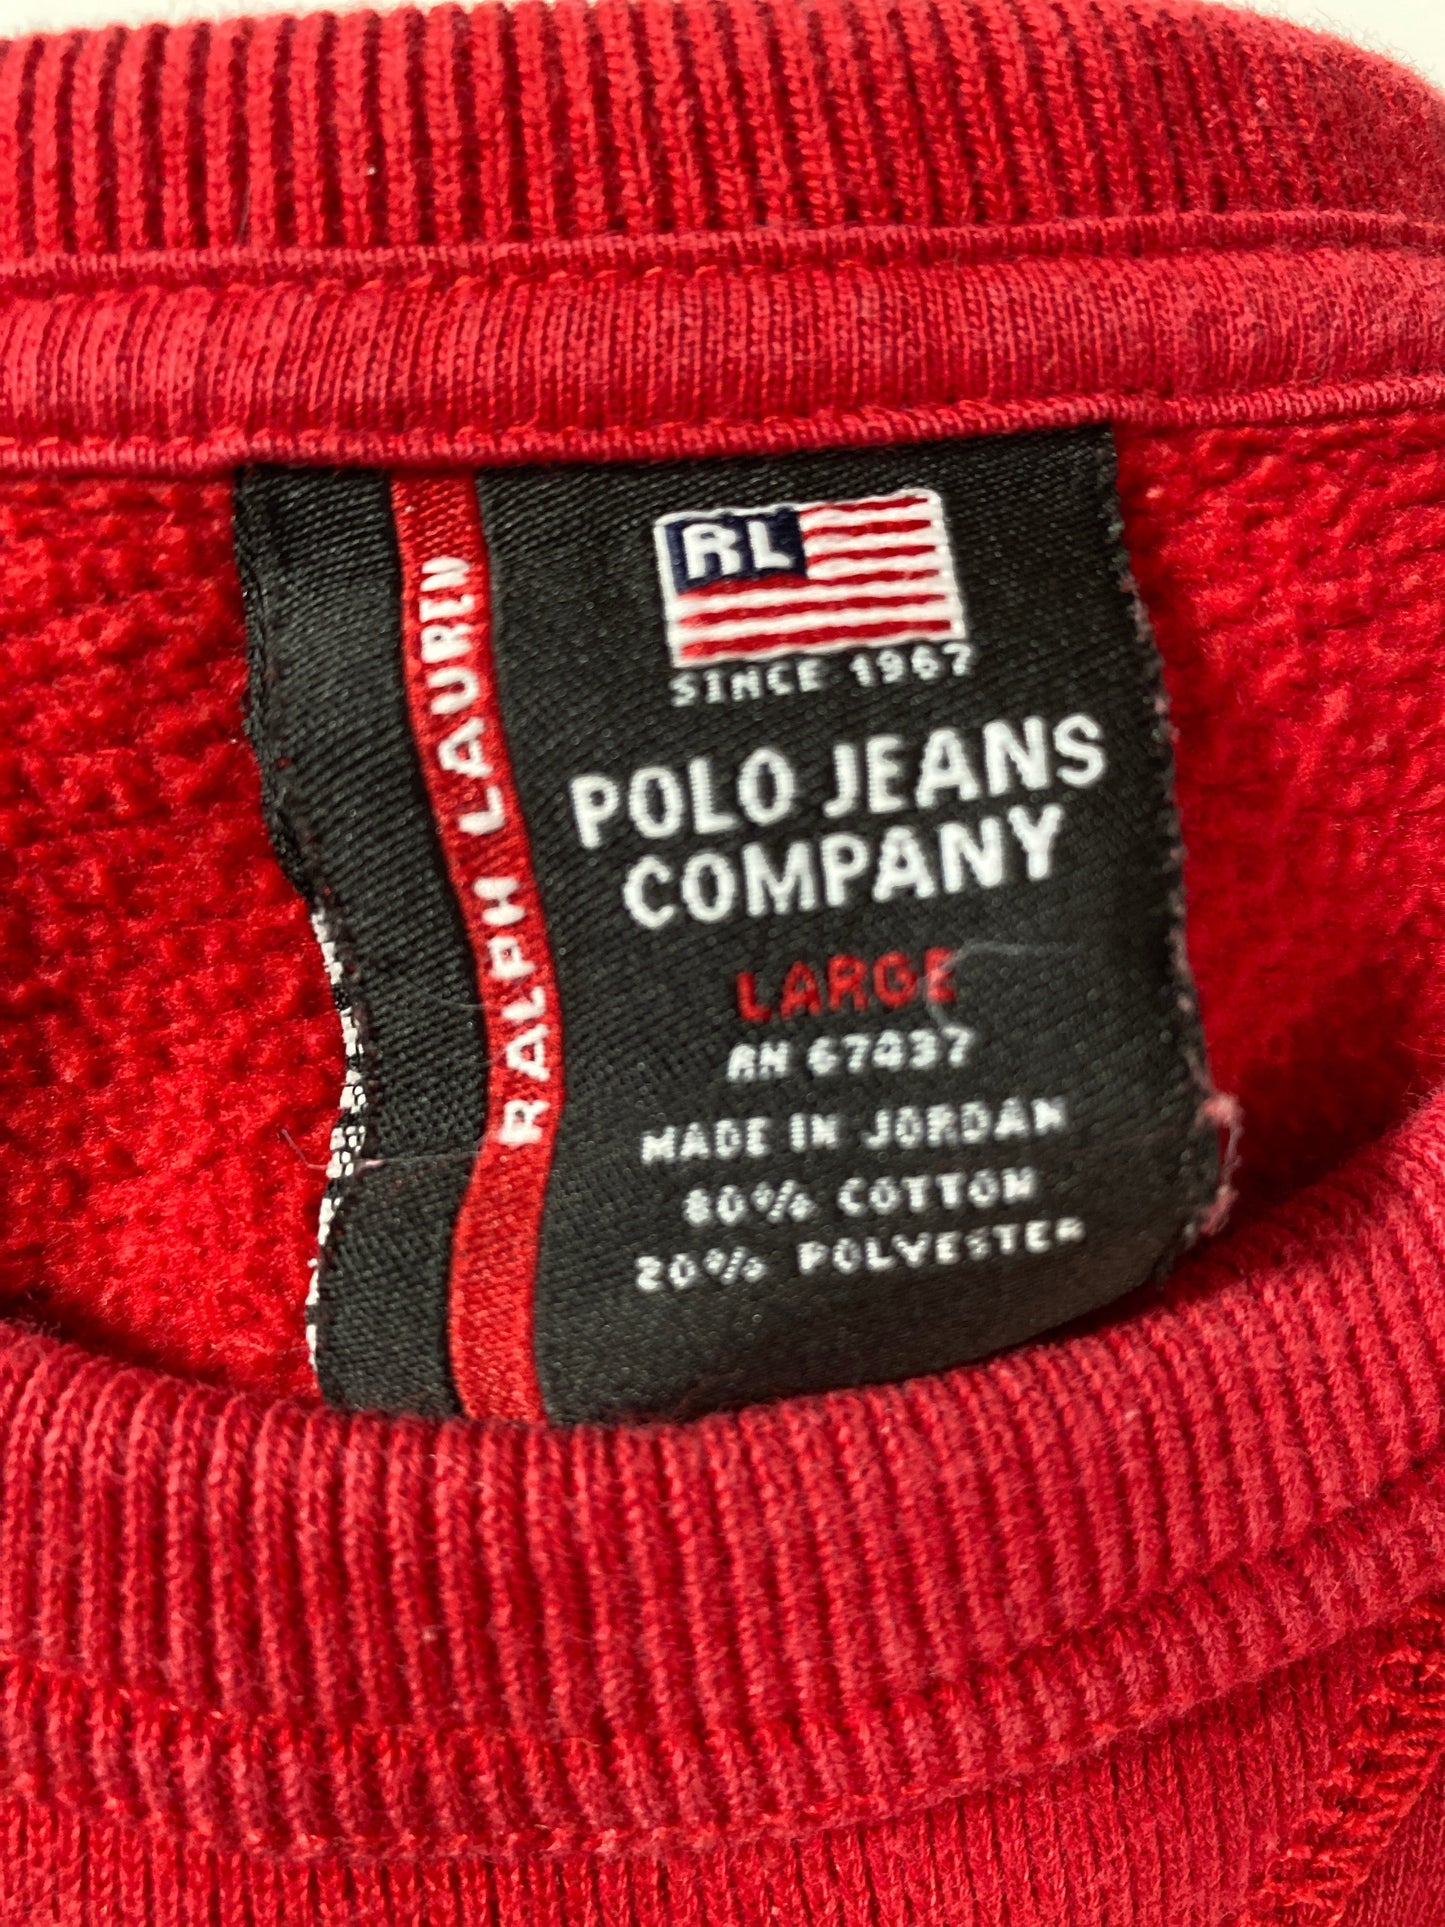 RALPH LAUREN
RL
SINCE 1967
POLO JEANS
COMPANY
LARGE
RN 67437
MADE IN JORDAN
80% COTTON
20% POLYESTER